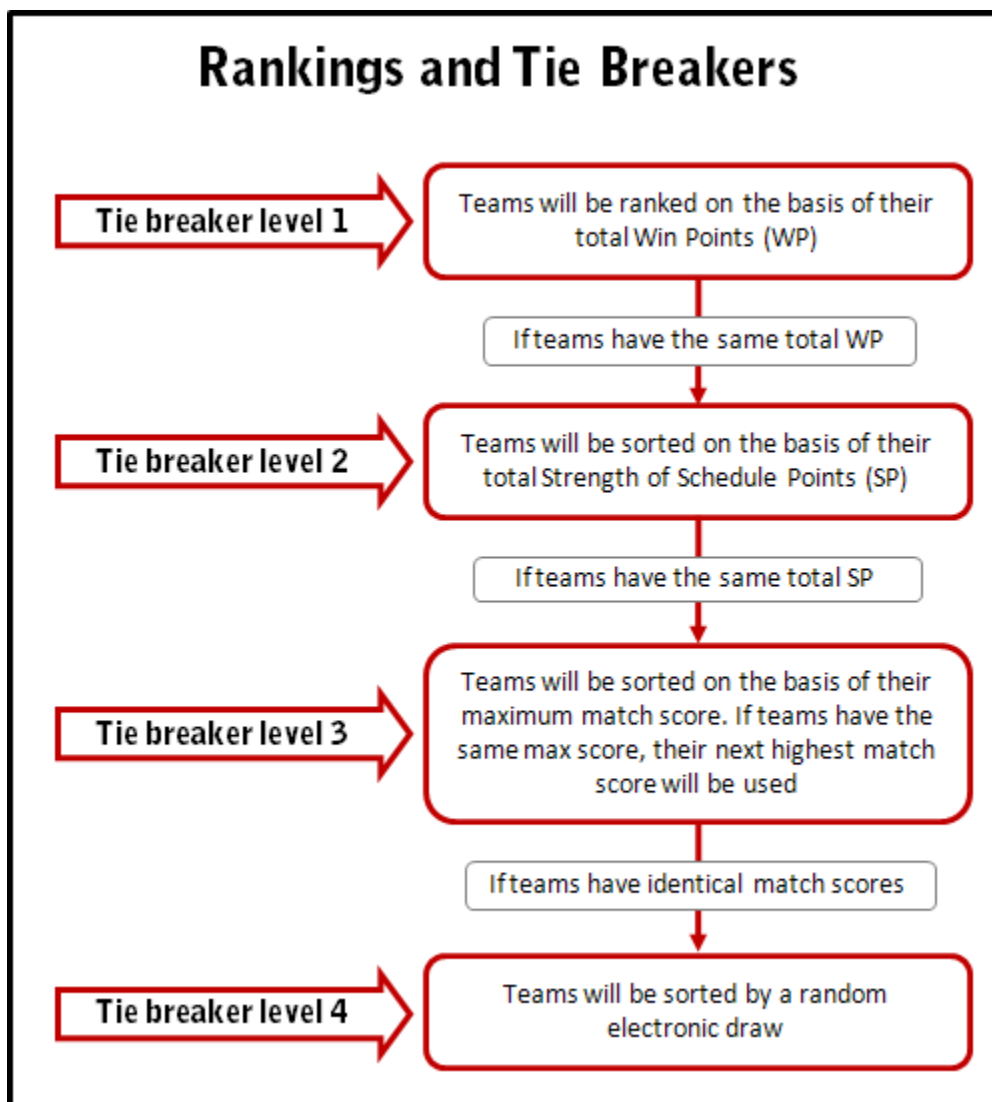 Rankings and Tie Breakers
Tie breaker level 1
Teams will be ranked on the basis of their
total Win Points (WP)
If teams have the same total WP
Tie breaker level 2
Teams will be sorted on the basis of their
total Strength of Schedule Points (SP)
If teams have the same total SP
Tie breaker level 3
Teams will be sorted on the basis of their
maximum match score. If teams have the
same max score, their next highest match
score will be used
If teams have identical match scores
Tie breaker level 4
Teams will be sorted by a random
electronic draw